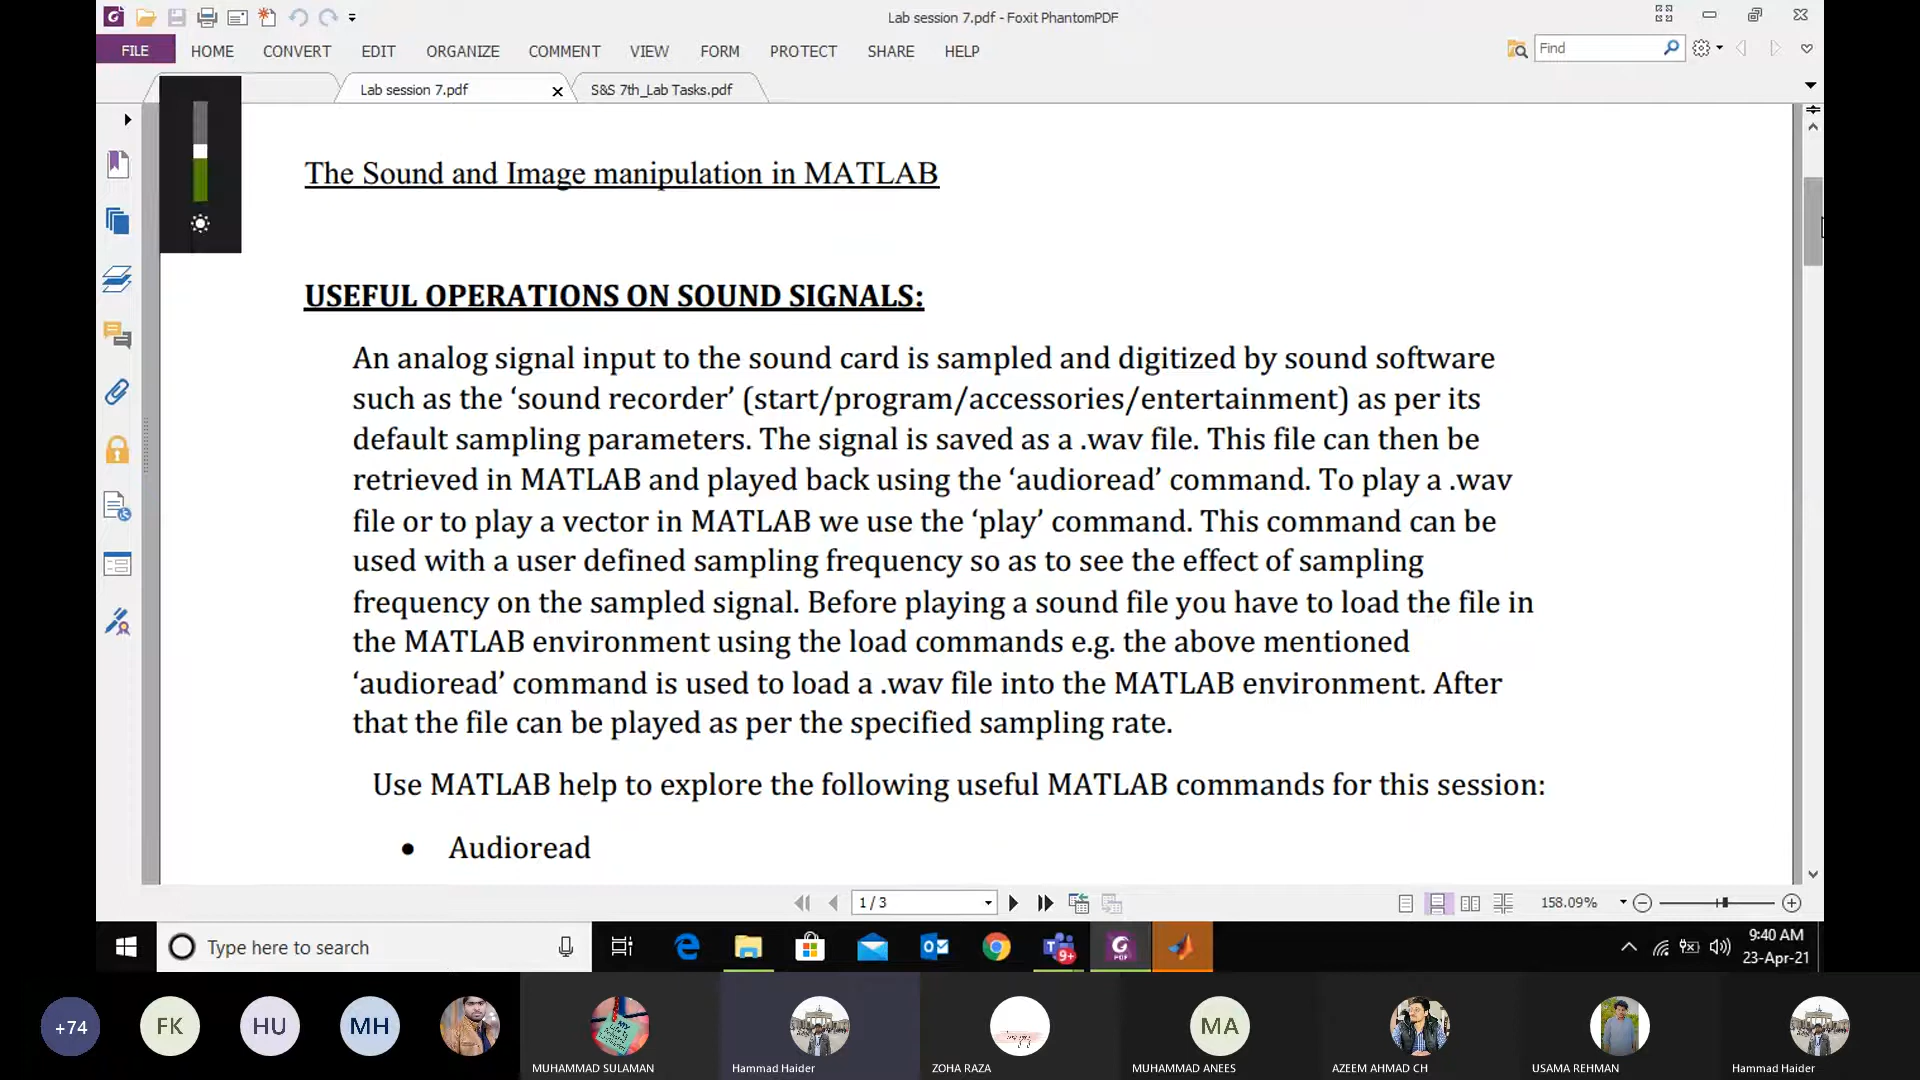 Lab session 7.pdf - Foxit PhantomPDF
FILE
HOME
CONVERT
EDIT
ORGANIZE
COMMENT
VIEW
FORM
PROTECT
SHARE
HELP
Find
Lab session 7.pdf
S&S 7th_Lab Tasks.pdf
The Sound and Image manipulation in MATLAB
USEFUL OPERATIONS ON SOUND SIGNALS:
An analog signal input to the sound card is sampled and digitized by sound software
such as the ‘sound recorder’ (start/program/accessories/entertainment) as per its
default sampling parameters. The signal is saved as a .wav file. This file can then be
retrieved in MATLAB and played back using the ‘audioread’ command. To play a .wav
file or to play a vector in MATLAB we use the ‘play’ command. This command can be
used with a user defined sampling frequency so as to see the effect of sampling
frequency on the sampled signal. Before playing a sound file you have to load the file in
the MATLAB environment using the load commands e.g. the above mentioned
‘audioread’ command is used to load a .wav file into the MATLAB environment. After
that the file can be played as per the specified sampling rate.
Use MATLAB help to explore the following useful MATLAB commands for this session:
• Audioread
1 / 3
158.09%
Type here to search
9+
PDF
9:40 AM
23-Apr-21
+74
FK
HU
MH
MUHAMMAD SULAMAN
Hammad Haider
ZOHA RAZA
MA
MUHAMMAD ANEES
AZEEM AHMAD CH
USAMA REHMAN
Hammad Haider